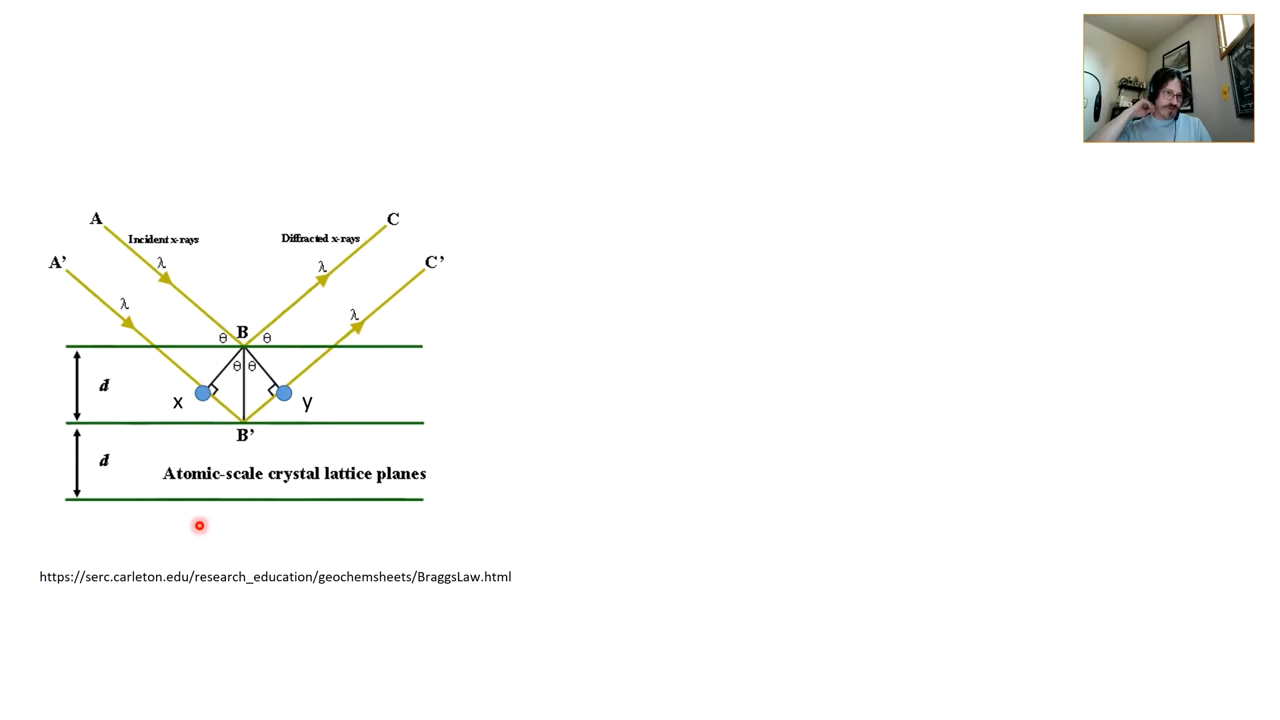 A
C
Incident x-rays
Diffracted x-rays
A’
λ
λ
C’
λ
λ
θ
B
θ
θ
θ
d
x
y
B’
d
Atomic-scale crystal lattice planes
https://serc.carleton.edu/research_education/geochemsheets/BraggsLaw.html